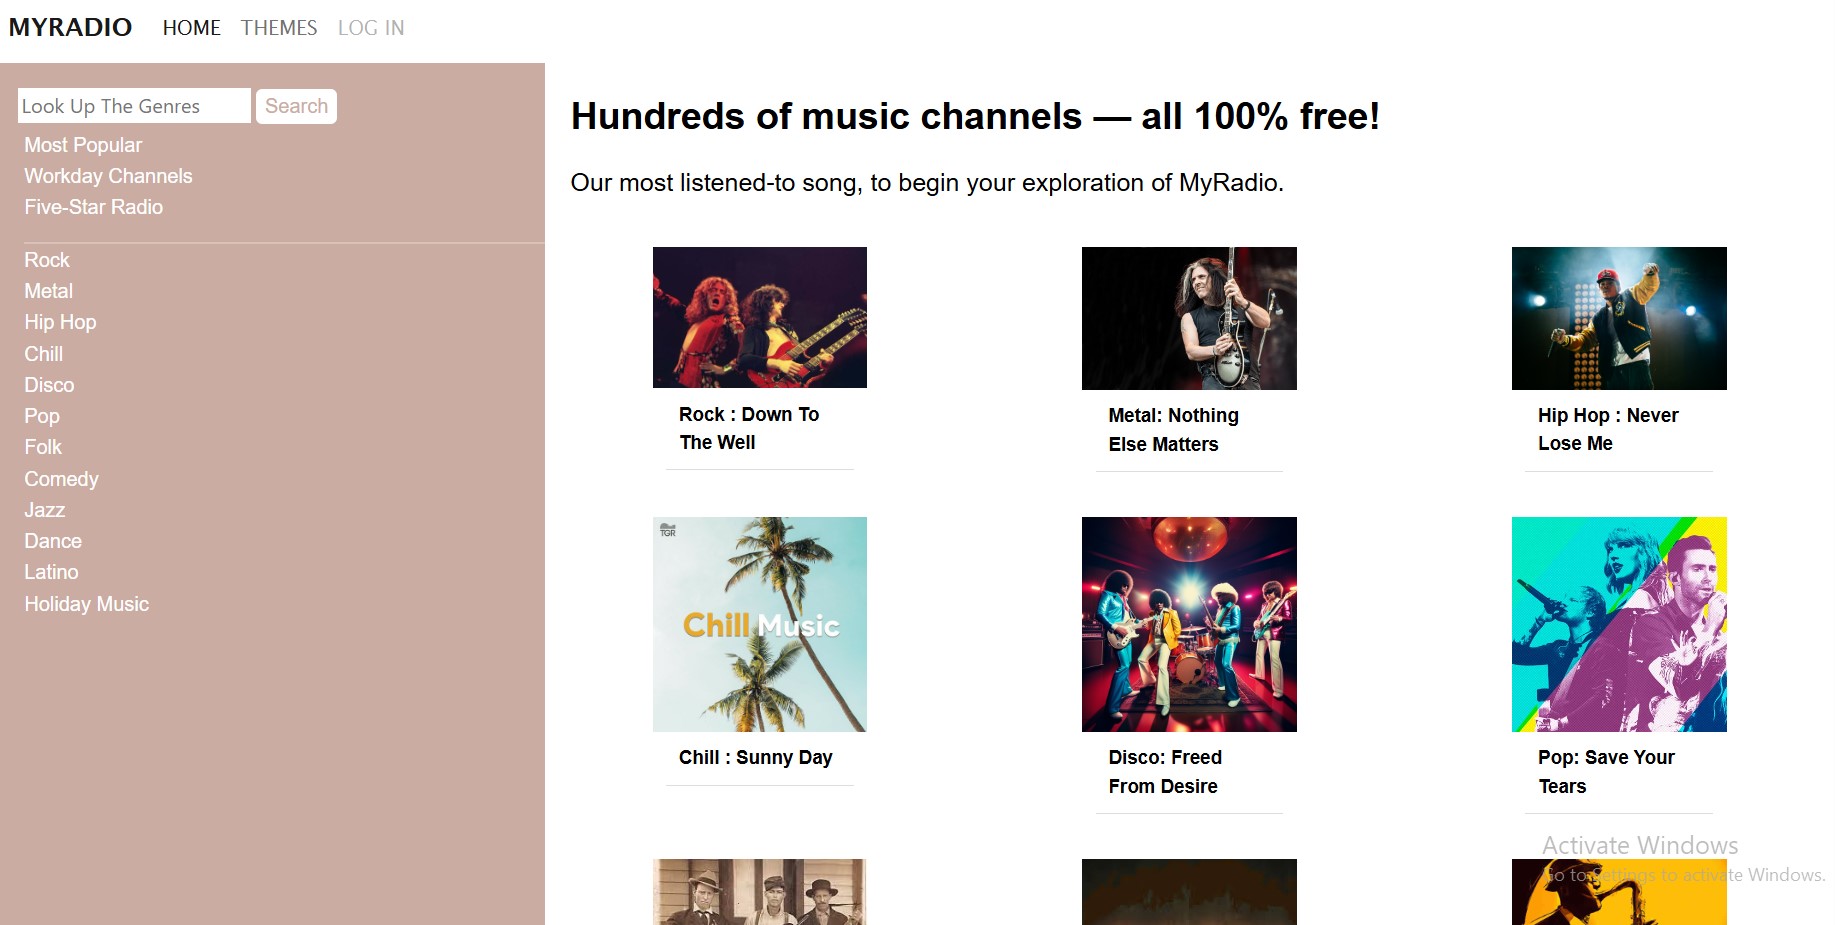 MYRADIO HOME THEMES LOG IN
Look Up The Genres Search
Most Popular
Workday Channels
Five-Star Radio
Rock
Metal
Hip Hop
Chill
Disco
Pop
Folk
Comedy
Jazz
Dance
Latino
Holiday Music
Hundreds of music channels — all 100% free!
Our most listened-to song, to begin your exploration of MyRadio.
Rock : Down To
The Well
Metal: Nothing
Else Matters
Hip Hop : Never
Lose Me
TGR
Chill Music
Chill : Sunny Day
Disco: Freed
From Desire
Pop: Save Your
Tears
Activate Windows
Go to Settings to activate Windows.